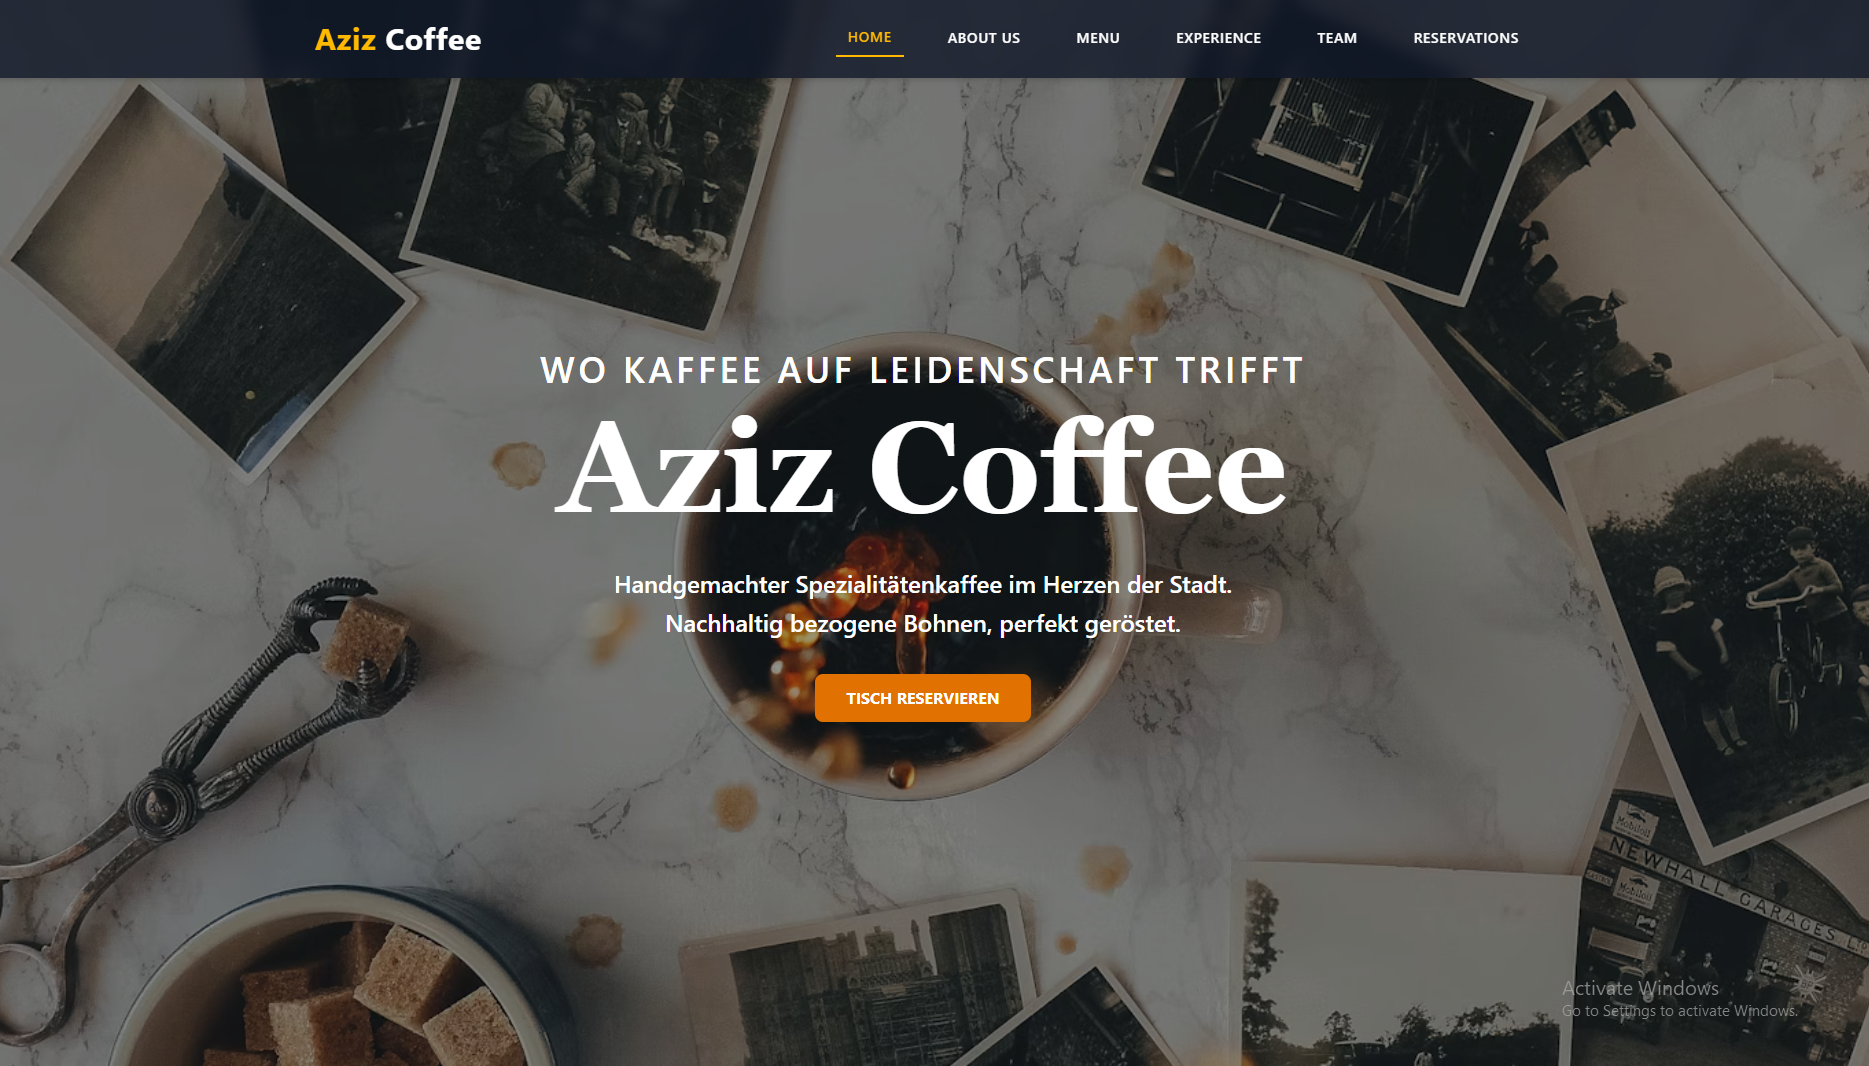 Aziz Coffee
HOME
ABOUT US
MENU
EXPERIENCE
TEAM
RESERVATIONS
WO KAFFEE AUF LEIDENSCHAFT TRIFFT
Aziz Coffee
Handgemachter Spezialitätenkaffee im Herzen der Stadt.
Nachhaltig bezogene Bohnen, perfekt geröstet.
TISCH RESERVIEREN
Mobiloil
NEWHALL GARAGES
Mobiloil
Activate Windows
Go to Settings to activate Windows.